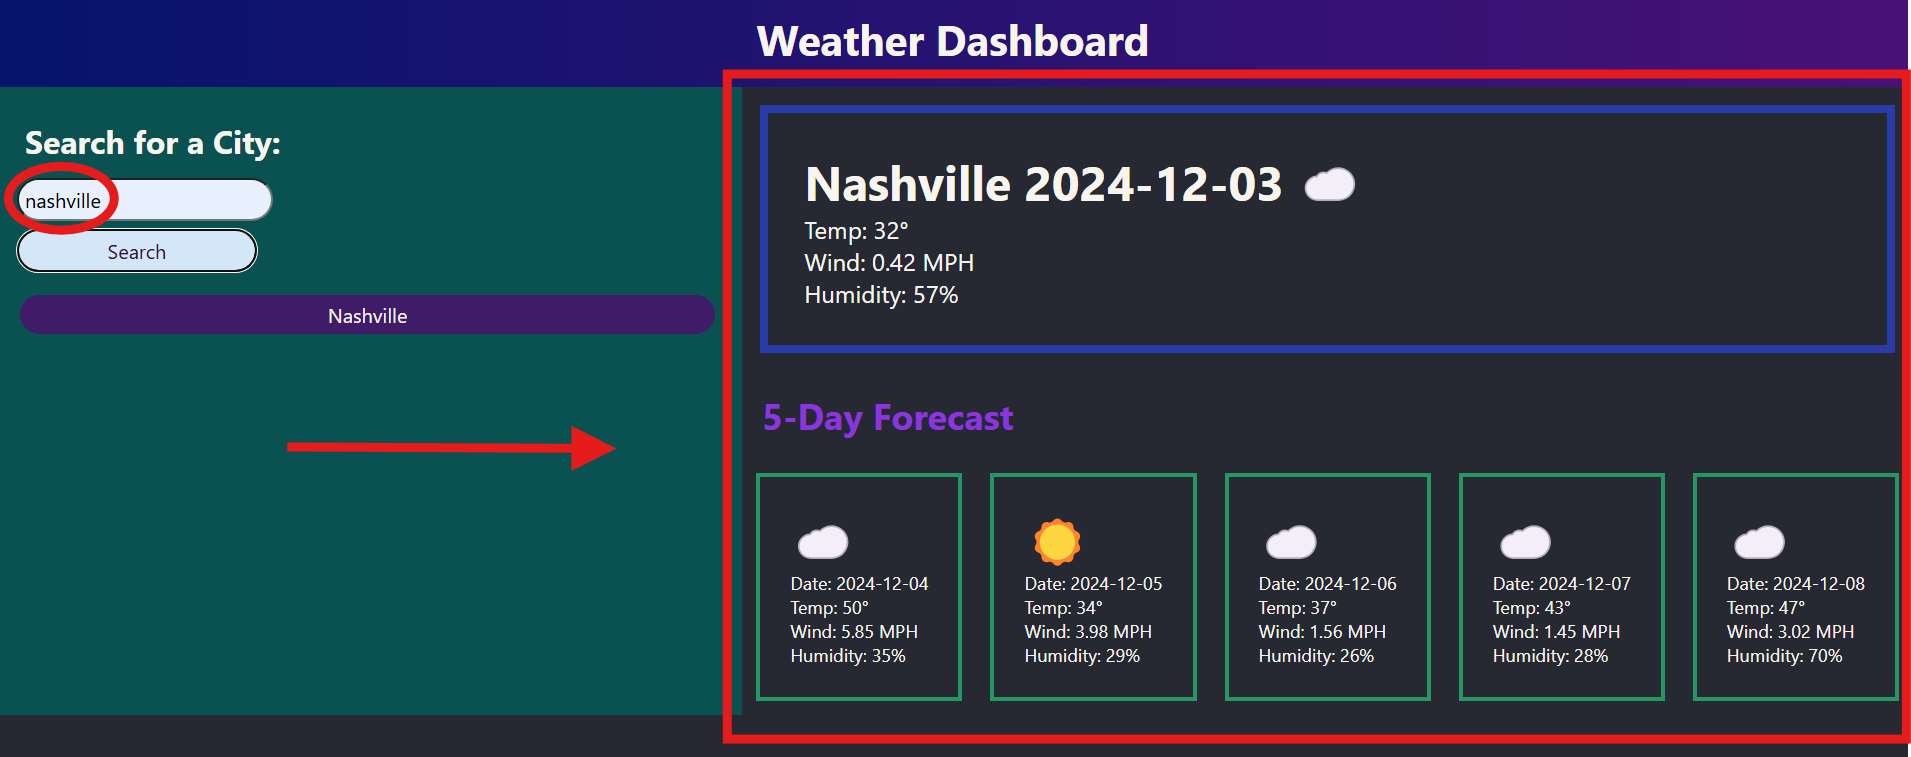 Weather Dashboard
Search for a City:
nashville
Search
Nashville
Nashville 2024-12-03
Temp: 32°
Wind: 0.42 MPH
Humidity: 57%
5-Day Forecast
Date: 2024-12-04
Temp: 50°
Wind: 5.85 MPH
Humidity: 35%
Date: 2024-12-05
Temp: 34°
Wind: 3.98 MPH
Humidity: 29%
Date: 2024-12-06
Temp: 37°
Wind: 1.56 MPH
Humidity: 26%
Date: 2024-12-07
Temp: 43°
Wind: 1.45 MPH
Humidity: 28%
Date: 2024-12-08
Temp: 47°
Wind: 3.02 MPH
Humidity: 70%